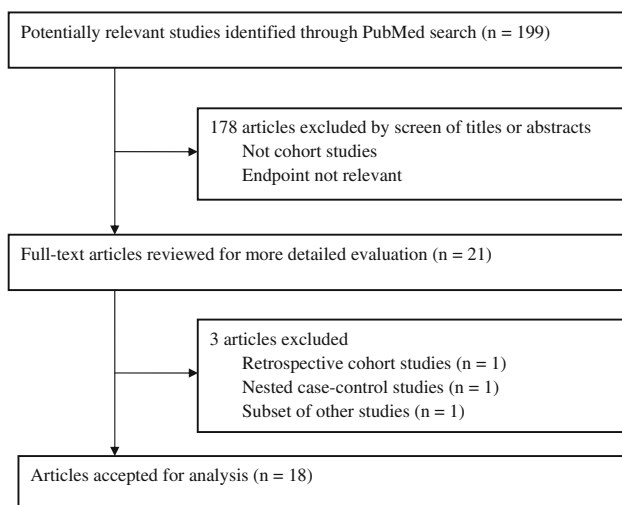 Potentially relevant studies identified through PubMed search (n = 199)
178 articles excluded by screen of titles or abstracts
Not cohort studies
Endpoint not relevant
Full-text articles reviewed for more detailed evaluation (n = 21)
3 articles excluded
Retrospective cohort studies (n = 1)
Nested case-control studies (n = 1)
Subset of other studies (n = 1)
Articles accepted for analysis (n = 18)